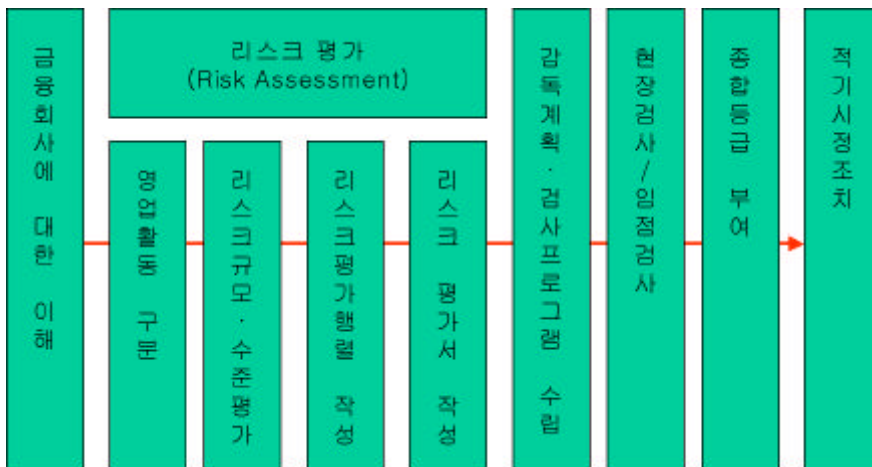 금융회사에 대한 이해
리스크 평가
(Risk Assessment)
영업활동 구문
리스크규모·수준평가
리스크평가행렬 작성
리스크 평가서 작성
감독계획·검사프로그램 수립
현장검사/임점검사
종합등급 부여
적기시정조치